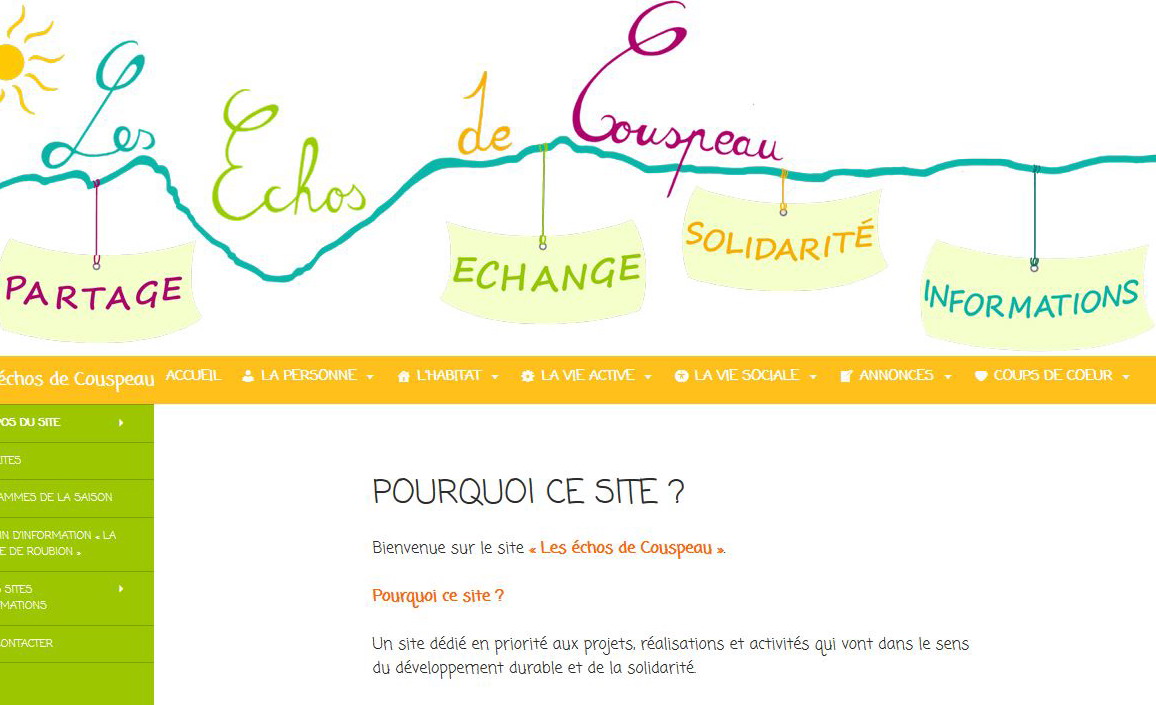 Les Echos de Couspeau
PARTAGE
ECHANGE
SOLIDARITÉ
INFORMATIONS
échos de Couspeau
ACCUEIL
LA PERSONNE
L'HABITAT
LA VIE ACTIVE
LA VIE SOCIALE
ANNONCES
COUPS DE COEUR
OS DU SITE
ITES
AMMES DE LA SAISON
IN D'INFORMATION « LA
E DE ROUBION »
SITES
MATIONS
ONTACTER
POURQUOI CE SITE ?
Bienvenue sur le site « Les échos de Couspeau ».
Pourquoi ce site ?
Un site dédié en priorité aux projets, réalisations et activités qui vont dans le sens
du développement durable et de la solidarité.